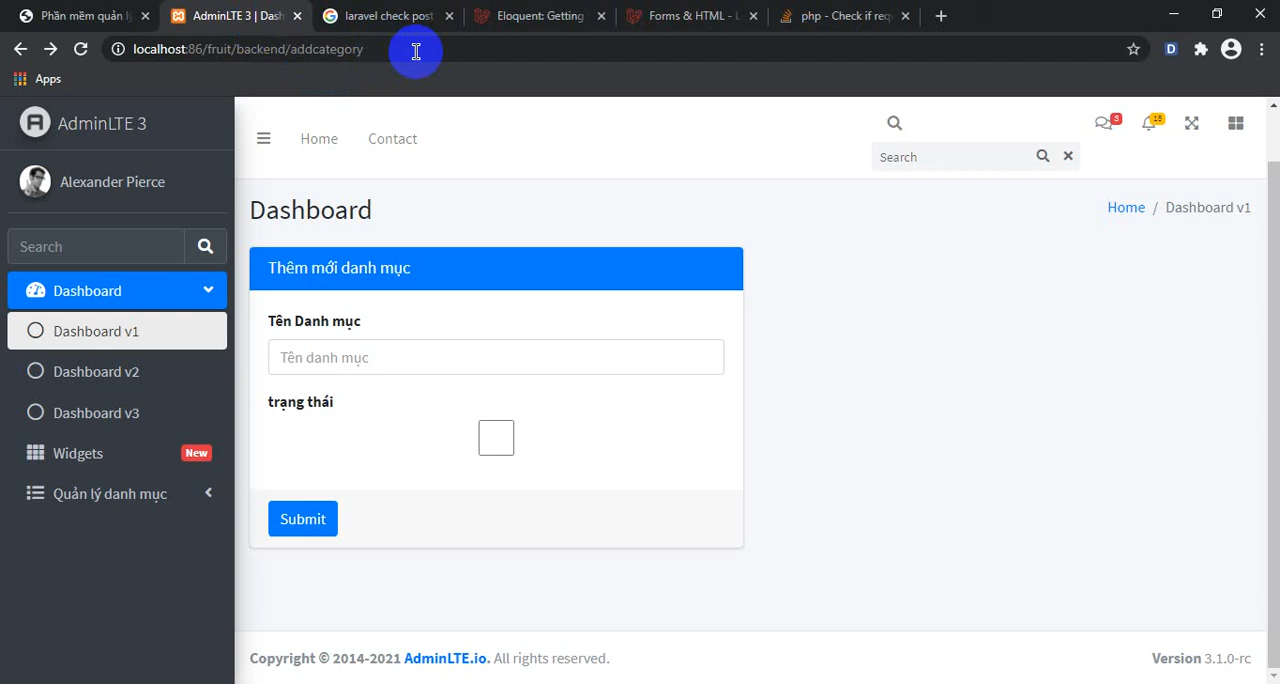 Phần mềm quản lý
AdminLTE 3 | Dash
laravel check post
Eloquent: Getting
Forms & HTML - L
php - Check if req
localhost:86/fruit/backend/addcategory
D
Apps
AdminLTE 3
Home
Contact
3
15
Search
Alexander Pierce
Dashboard
Home / Dashboard v1
Search
Thêm mới danh mục
Dashboard
Tên Danh mục
Dashboard v1
Tên danh mục
Dashboard v2
trạng thái
Dashboard v3
Widgets
New
Quản lý danh mục
Submit
Copyright © 2014-2021 AdminLTE.io. All rights reserved.
Version 3.1.0-rc